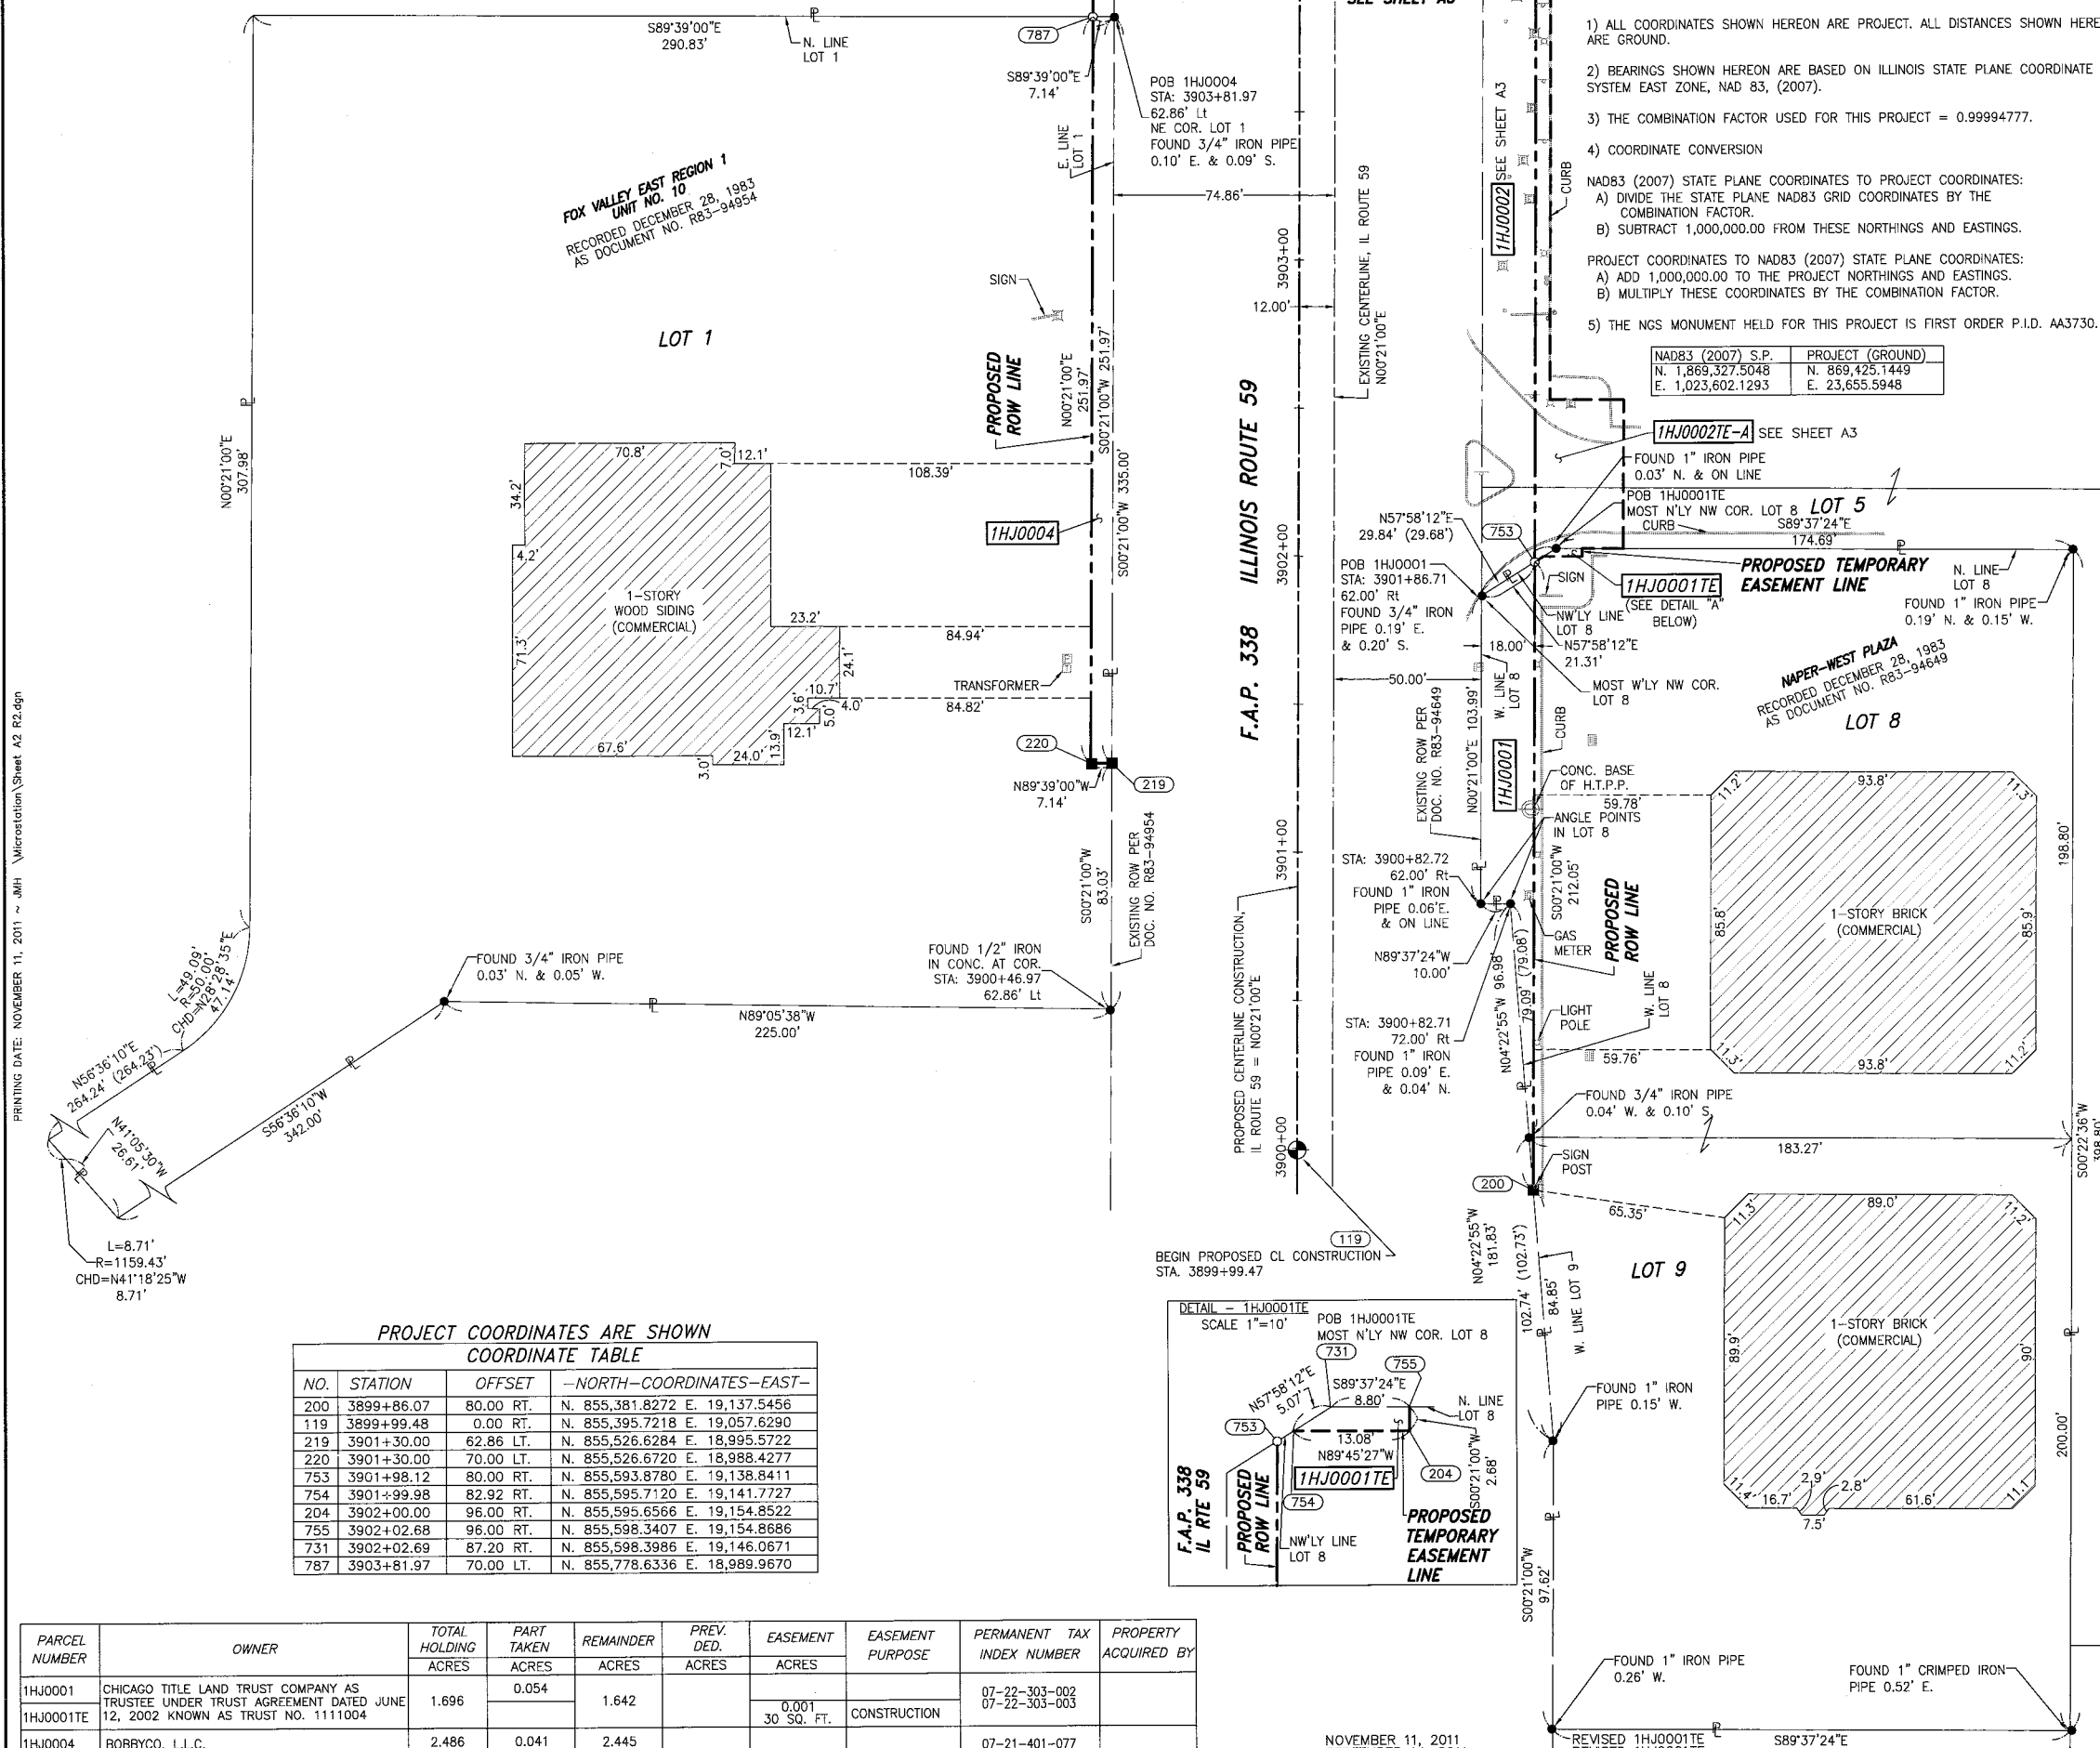 SEE SHEET A3
1) ALL COORDINATES SHOWN HEREON ARE PROJECT. ALL DISTANCES SHOWN HERE
ARE GROUND.
2) BEARINGS SHOWN HEREON ARE BASED ON ILLINOIS STATE PLANE COORDINATE
SYSTEM EAST ZONE, NAD 83, (2007).
3) THE COMBINATION FACTOR USED FOR THIS PROJECT = 0.99994777.
4) COORDINATE CONVERSION
NAD83 (2007) STATE PLANE COORDINATES TO PROJECT COORDINATES:
A) DIVIDE THE STATE PLANE NAD83 GRID COORDINATES BY THE
COMBINATION FACTOR.
B) SUBTRACT 1,000,000.00 FROM THESE NORTHINGS AND EASTINGS.
PROJECT COORDINATES TO NAD83 (2007) STATE PLANE COORDINATES:
A) ADD 1,000,000.00 TO THE PROJECT NORTHINGS AND EASTINGS.
B) MULTIPLY THESE COORDINATES BY THE COMBINATION FACTOR.
5) THE NGS MONUMENT HELD FOR THIS PROJECT IS FIRST ORDER P.I.D. AA3730.
NAD83 (2007) S.P. PROJECT (GROUND)
N. 1,869,327.5048 N. 869,425.1449
E. 1,023,602.1293 E. 23,655.5948
S89°39'00"E
290.83'
N. LINE
LOT 1
787
S89°39'00"E
7.14'
POB 1HJ0004
STA: 3903+81.97
62.86' Lt
NE COR. LOT 1
FOUND 3/4" IRON PIPE
0.10' E. & 0.09' S.
E. LINE
LOT 1
74.86'
FOX VALLEY EAST REGION 1
UNIT NO. 10
RECORDED DECEMBER 28, 1983
AS DOCUMENT NO. R83-94954
SIGN
LOT 1
12.00'
3903+00
EXISTING CENTERLINE, IL ROUTE 59
N00°21'00"E
1HJ0002 SEE SHEET A3
CURB
PROPOSED
ROW LINE
N00°21'00"E
251.97'
S00°21'00"W 251.97'
S00°21'00"W 335.00'
N00°21'00"E
307.98'
70.8'
7.0'
12.1'
108.39'
34.2'
4.2'
1HJ0004
1-STORY
WOOD SIDING
(COMMERCIAL)
71.3'
23.2'
84.94'
24.1'
TRANSFORMER
10.7'
3.6'
4.0'
5.0'
84.82'
12.1'
13.9'
67.6'
24.0'
3.0'
220
219
N89°39'00"W
7.14'
F.A.P. 338 ILLINOIS ROUTE 59
3902+00
3901+00
3900+00
1HJ0002TE-A SEE SHEET A3
FOUND 1" IRON PIPE
0.03' N. & ON LINE
POB 1HJ0001TE
MOST N'LY NW COR. LOT 8
LOT 5
CURB
S89°37'24"E
174.69'
N57°58'12"E
29.84' (29.68')
753
POB 1HJ0001
STA: 3901+86.71
62.00' Rt
FOUND 3/4" IRON
PIPE 0.19' E.
& 0.20' S.
SIGN
PROPOSED TEMPORARY
EASEMENT LINE
1HJ0001TE
(SEE DETAIL "A"
BELOW)
N. LINE
LOT 8
FOUND 1" IRON PIPE
0.19' N. & 0.15' W.
NW'LY LINE
LOT 8
N57°58'12"E
21.31'
18.00'
50.00'
MOST W'LY NW COR.
LOT 8
NAPER-WEST PLAZA
RECORDED DECEMBER 28, 1983
AS DOCUMENT NO. R83-94649
LOT 8
W. LINE
LOT 8
EXISTING ROW PER
DOC. NO. R83-94649
N00°21'00"E 103.99'
1HJ0001
CURB
CONC. BASE
OF H.T.P.P.
59.78'
ANGLE POINTS
IN LOT 8
11.2'
93.8'
11.3'
1-STORY BRICK
(COMMERCIAL)
85.8'
85.9'
198.80'
STA: 3900+82.72
62.00' Rt
FOUND 1" IRON
PIPE 0.06'E.
& ON LINE
N89°37'24"W
10.00'
S00°21'00"W
212.05'
GAS
METER
PROPOSED
ROW LINE
W. LINE
LOT 8
STA: 3900+82.71
72.00' Rt
FOUND 1" IRON
PIPE 0.09' E.
& 0.04' N.
N04°22'55"W 96.98'
79.09' (79.08')
LIGHT
POLE
59.76'
11.3'
93.8'
11.2'
S00°21'00"W
83.03'
EXISTING ROW PER
DOC. NO. R83-94954
PROPOSED CENTERLINE CONSTRUCTION,
IL ROUTE 59 = N00°21'00"E
FOUND 3/4" IRON PIPE
0.03' N. & 0.05' W.
FOUND 1/2" IRON
IN CONC. AT COR.
STA: 3900+46.97
62.86' Lt
N89°05'38"W
225.00'
L=49.09'
R=50.00'
CHD=N28°28'35"E
47.14'
N56°36'10"E
264.24' (264.23')
S56°36'10"W
342.00'
N41°05'30"W
26.61'
L=8.71'
R=1159.43'
CHD=N41°18'25"W
8.71'
FOUND 3/4" IRON PIPE
0.04' W. & 0.10' S.
183.27'
S00°22'36"W
398.80'
SIGN
POST
200
65.35'
119
BEGIN PROPOSED CL CONSTRUCTION
STA. 3899+99.47
N04°22'55"W
181.83'
102.74' (102.73')
84.85'
W. LINE LOT 9
LOT 9
11.3'
89.0'
11.2'
1-STORY BRICK
(COMMERCIAL)
89.9'
90'
FOUND 1" IRON
PIPE 0.15' W.
11.4'
16.7'
2.9'
2.8'
7.5'
61.6'
11.1
200.00'
S00°21'00"W
97.62'
FOUND 1" IRON PIPE
0.26' W.
FOUND 1" CRIMPED IRON
PIPE 0.52' E.
S89°37'24"E
DETAIL - 1HJ0001TE
SCALE 1"=10'
POB 1HJ0001TE
MOST N'LY NW COR. LOT 8
731
755
N57°58'12"E
5.07'
S89°37'24"E
8.80'
N. LINE
LOT 8
753
13.08'
N89°45'27"W
1HJ0001TE
204
S00°21'00"W
2.68'
754
F.A.P. 338
IL RTE 59
PROPOSED
ROW LINE
NW'LY LINE
LOT 8
PROPOSED
TEMPORARY
EASEMENT
LINE
PROJECT COORDINATES ARE SHOWN
COORDINATE TABLE
NO. STATION OFFSET -NORTH-COORDINATES-EAST-
200 3899+86.07 80.00 RT. N. 855,381.8272 E. 19,137.5456
119 3899+99.48 0.00 RT. N. 855,395.7218 E. 19,057.6290
219 3901+30.00 62.86 LT. N. 855,526.6284 E. 18,995.5722
220 3901+30.00 70.00 LT. N. 855,526.6720 E. 18,988.4277
753 3901+98.12 80.00 RT. N. 855,593.8780 E. 19,138.8411
754 3901+99.98 82.92 RT. N. 855,595.7120 E. 19,141.7727
204 3902+00.00 96.00 RT. N. 855,595.6566 E. 19,154.8522
755 3902+02.68 96.00 RT. N. 855,598.3407 E. 19,154.8686
731 3902+02.69 87.20 RT. N. 855,598.3986 E. 19,146.0671
787 3903+81.97 70.00 LT. N. 855,778.6336 E. 18,989.9670
PARCEL NUMBER OWNER TOTAL HOLDING ACRES PART TAKEN ACRES REMAINDER ACRES PREV. DED. ACRES EASEMENT ACRES EASEMENT PURPOSE PERMANENT TAX INDEX NUMBER PROPERTY ACQUIRED BY
1HJ0001 CHICAGO TITLE LAND TRUST COMPANY AS 0.054 07-22-303-002
TRUSTEE UNDER TRUST AGREEMENT DATED JUNE 1.696 1.642 07-22-303-003
1HJ0001TE 12, 2002 KNOWN AS TRUST NO. 1111004 0.001 CONSTRUCTION
30 SQ. FT.
1HJ0004 BOBBYCO, L.L.C. 2.486 0.041 2.445 07-21-401-077
NOVEMBER 11, 2011 REVISED 1HJ0001TE
PRINTING DATE: NOVEMBER 11, 2011 ~ JMH \Microstation\Sheet A2 R2.dgn